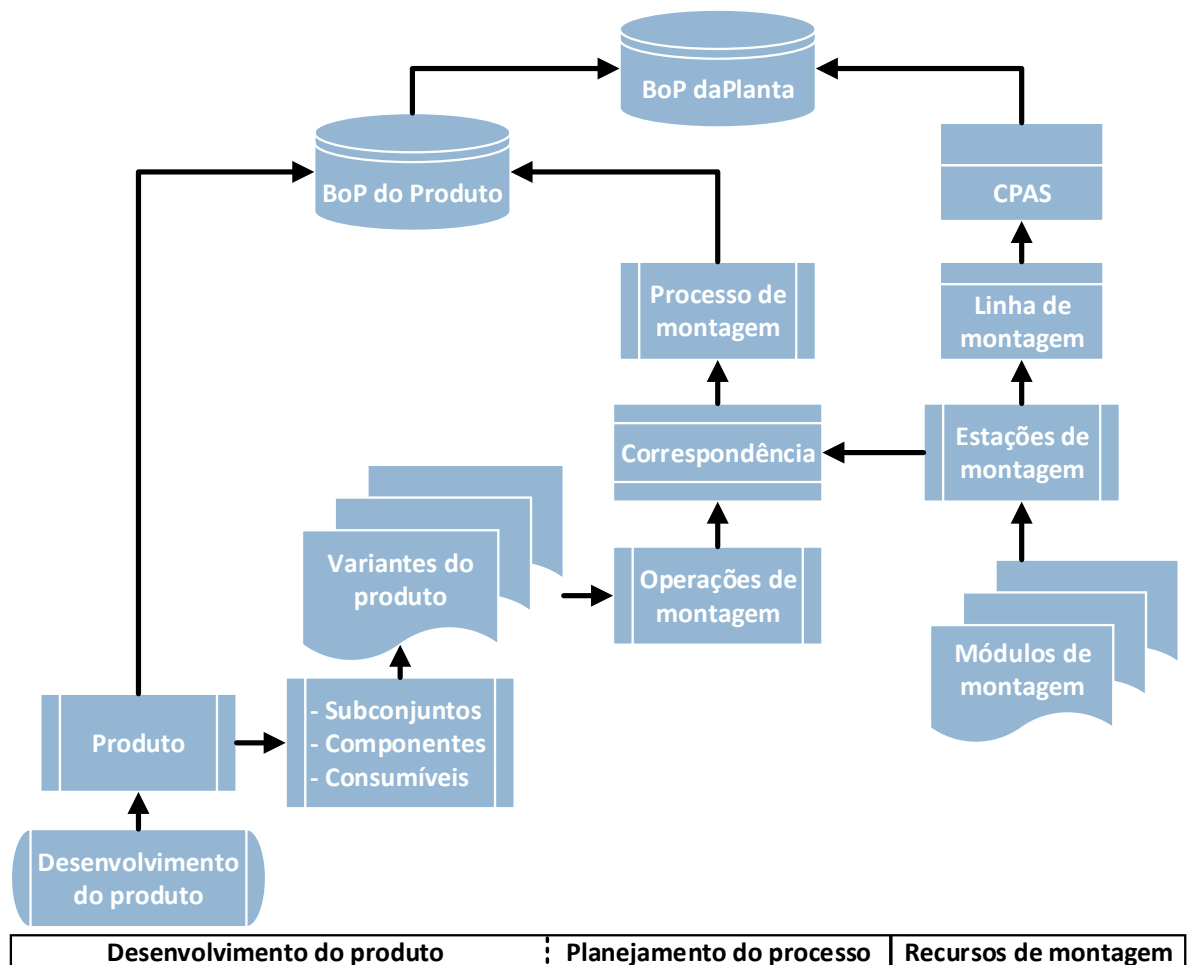 BoP daPlanta
BoP do Produto
CPAS
Processo de
montagem
Linha de
montagem
Correspondência
Estações de
montagem
Variantes do
produto
Operações de
montagem
Módulos de
montagem
Produto
- Subconjuntos
- Componentes
- Consumíveis
Desenvolvimento
do produto
Desenvolvimento do produto
Planejamento do processo
Recursos de montagem